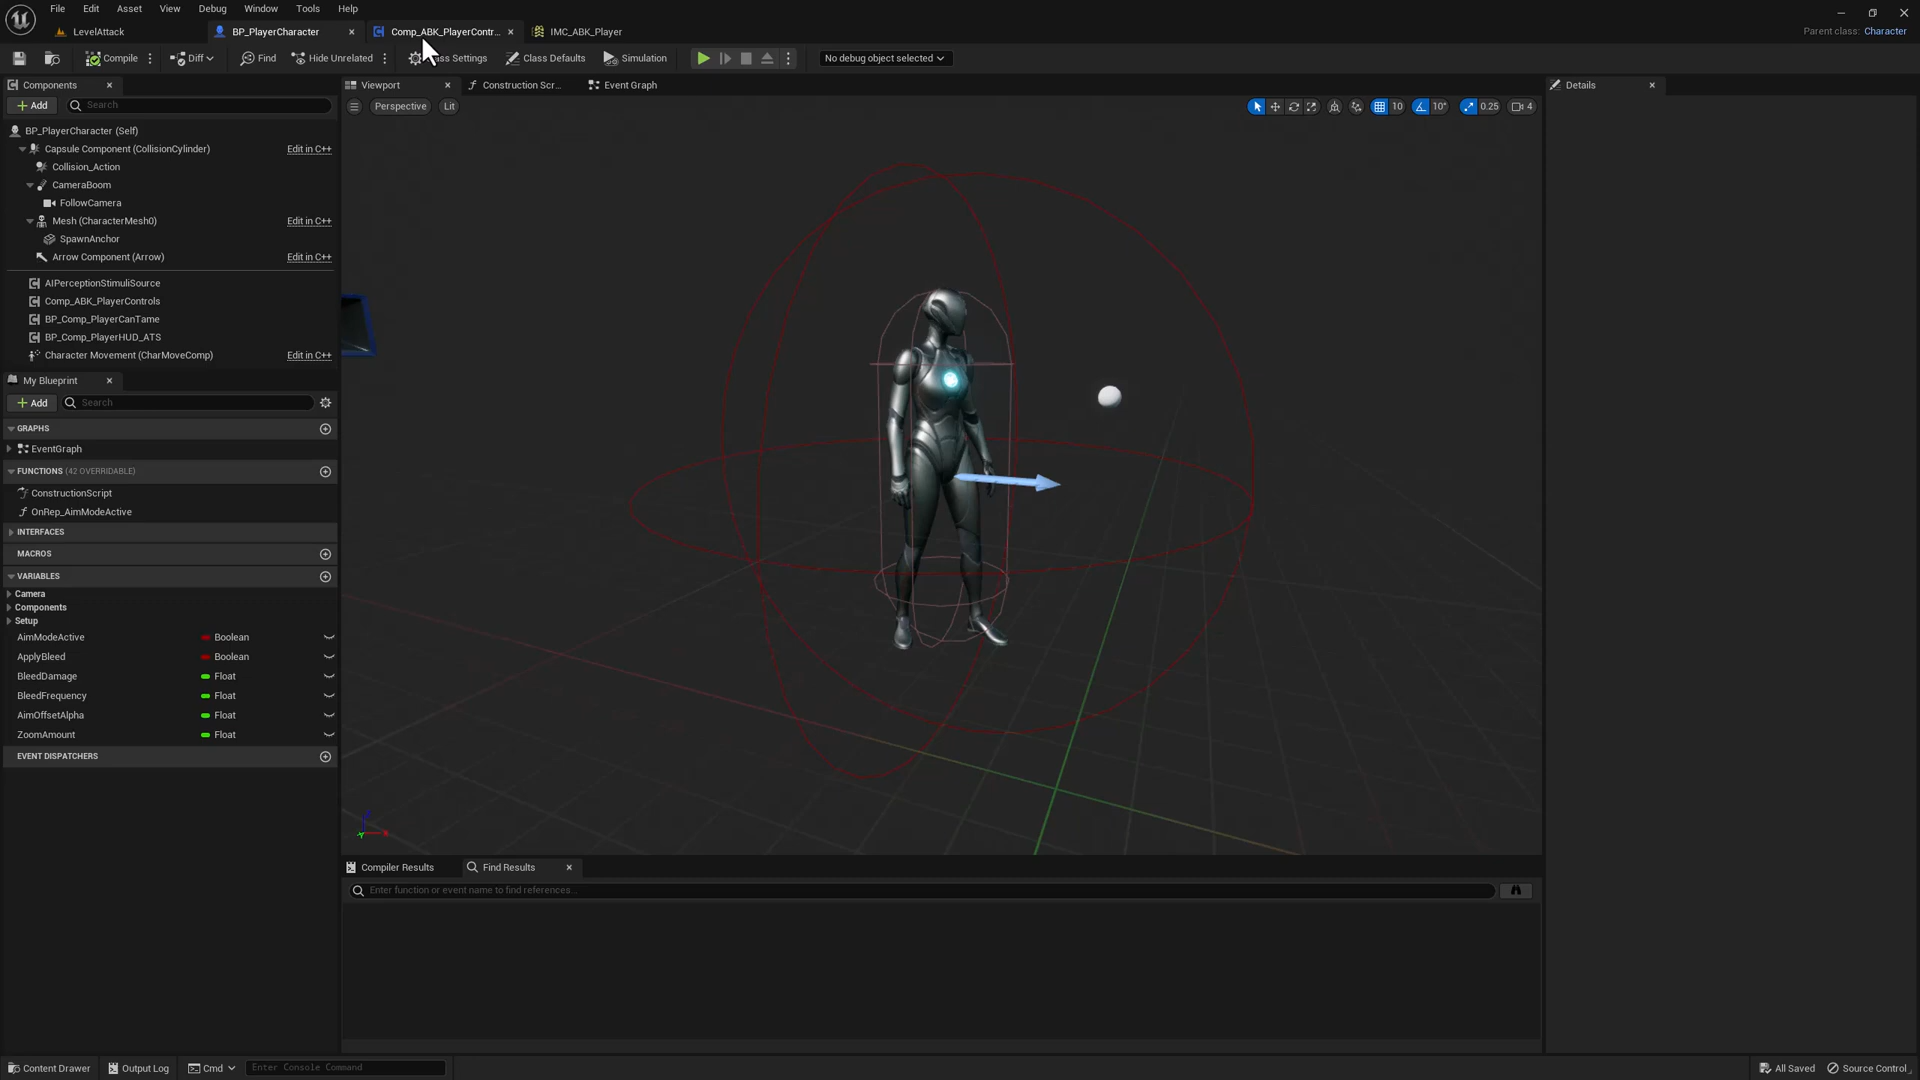 File Edit Asset View Debug Window Tools Help
LevelAttack BP_PlayerCharacter Comp_ABK_PlayerContr... IMC_ABK_Player
Parent class: Character
Compile Diff Find Hide Unrelated Settings Class Defaults Simulation No debug object selected
Components
Add Search
BP_PlayerCharacter (Self)
Capsule Component (CollisionCylinder) Edit in C++
Collision_Action
CameraBoom
FollowCamera
Mesh (CharacterMesh0) Edit in C++
SpawnAnchor
Arrow Component (Arrow) Edit in C++
AIPerceptionStimuliSource
Comp_ABK_PlayerControls
BP_Comp_PlayerCanTame
BP_Comp_PlayerHUD_ATS
Character Movement (CharMoveComp) Edit in C++
My Blueprint
Add Search
GRAPHS
EventGraph
FUNCTIONS (42 OVERRIDABLE)
ConstructionScript
OnRep_AimModeActive
INTERFACES
MACROS
VARIABLES
Camera
Components
Setup
AimModeActive Boolean
ApplyBleed Boolean
BleedDamage Float
BleedFrequency Float
AimOffsetAlpha Float
ZoomAmount Float
EVENT DISPATCHERS
Viewport Construction Scr... Event Graph
Perspective Lit
10 10° 0.25 4
Details
Compiler Results Find Results
Enter function or event name to find references...
Content Drawer Output Log Cmd Enter Console Command
All Saved Source Control